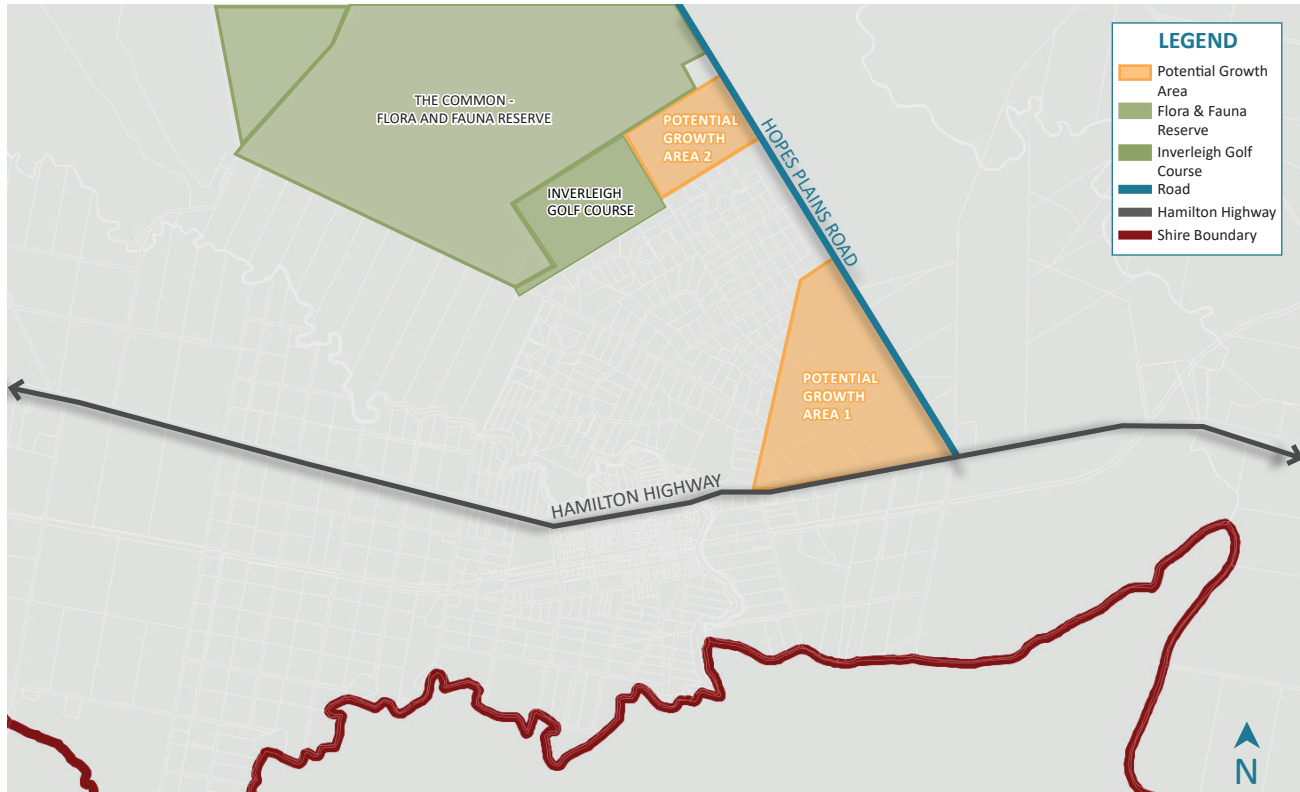 THE COMMON -
FLORA AND FAUNA RESERVE
INVERLEIGH
GOLF COURSE
POTENTIAL
GROWTH
AREA 2
HOPES PLAINS ROAD
POTENTIAL
GROWTH
AREA 1
HAMILTON HIGHWAY
LEGEND
Potential Growth
Area
Flora & Fauna
Reserve
Inverleigh Golf
Course
Road
Hamilton Highway
Shire Boundary
N